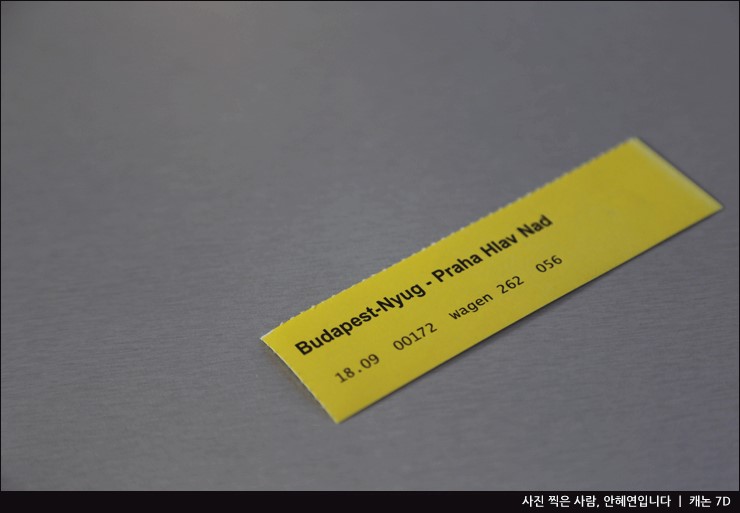 Budapest-Nyug - Praha Hlav Nad
18.09 00172 wagen 262 056
사진 찍은 사람, 안혜연입니다 | 캐논 7D